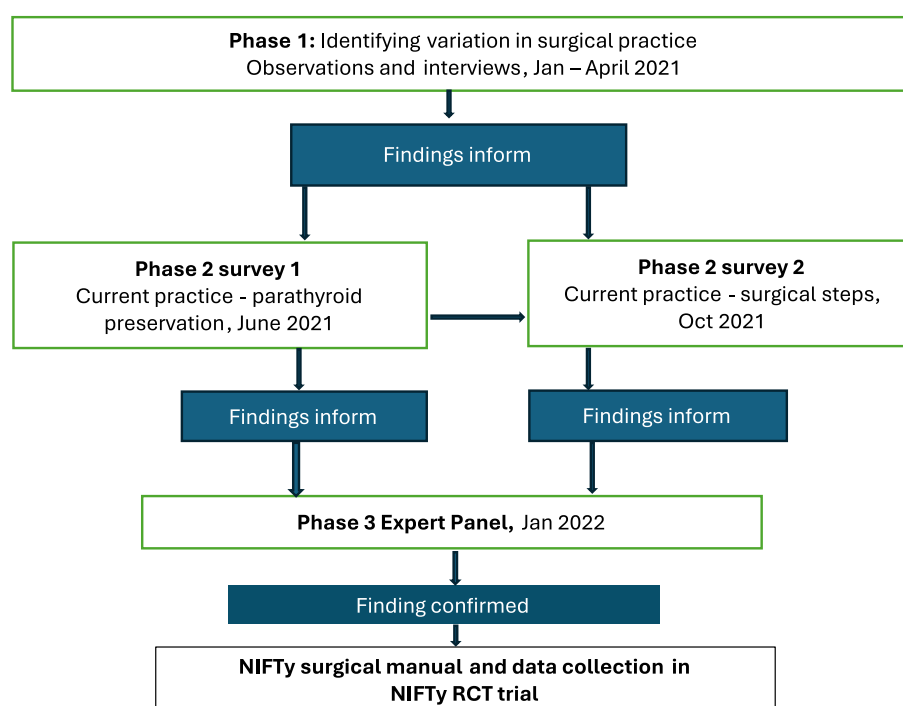 Phase 1: Identifying variation in surgical practice
Observations and interviews, Jan – April 2021
Findings inform
Phase 2 survey 1
Current practice - parathyroid
preservation, June 2021
Phase 2 survey 2
Current practice - surgical steps,
Oct 2021
Findings inform
Findings inform
Phase 3 Expert Panel, Jan 2022
Finding confirmed
NIFTy surgical manual and data collection in
NIFTy RCT trial